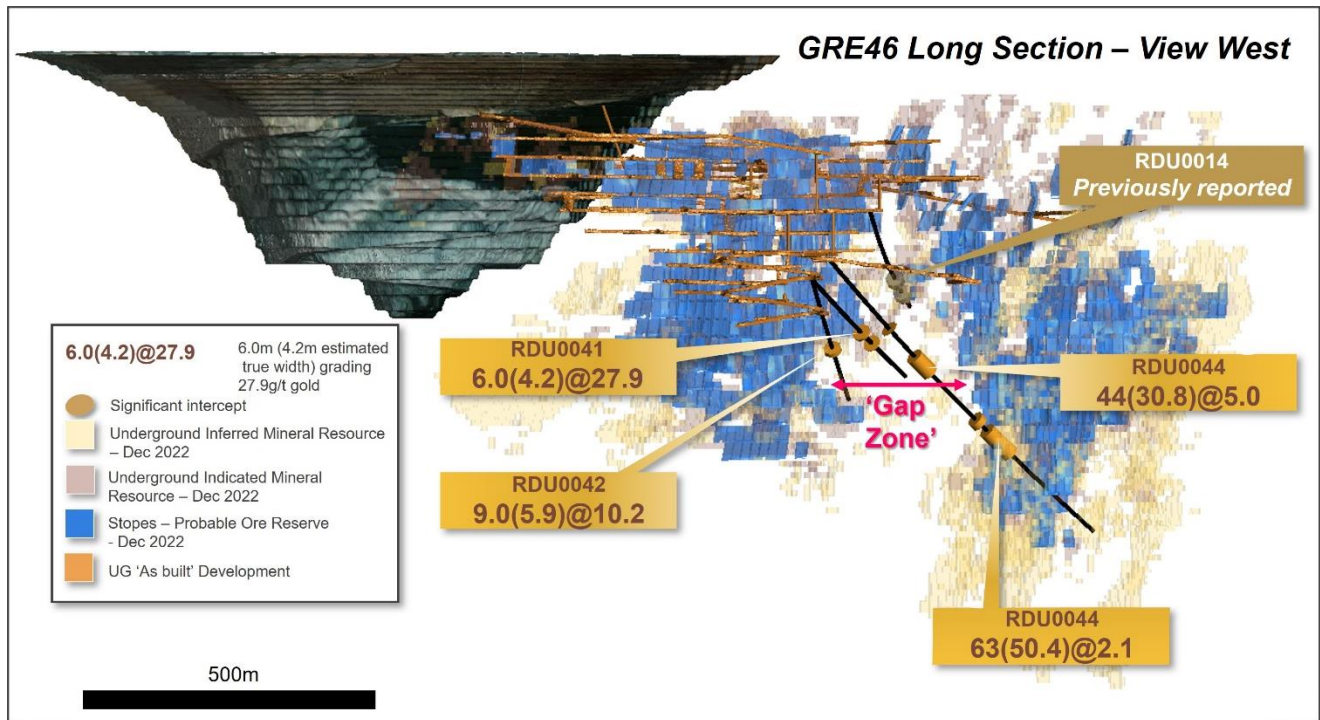 GRE46 Long Section – View West
RDU0014
Previously reported
6.0(4.2)@27.9
6.0m (4.2m estimated
true width) grading
27.9g/t gold
Significant intercept
Underground Inferred Mineral Resource
– Dec 2022
Underground Indicated Mineral
Resource – Dec 2022
Stopes – Probable Ore Reserve
- Dec 2022
UG ‘As built’ Development
RDU0041
6.0(4.2)@27.9
RDU0044
44(30.8)@5.0
‘Gap
Zone’
RDU0042
9.0(5.9)@10.2
RDU0044
63(50.4)@2.1
500m